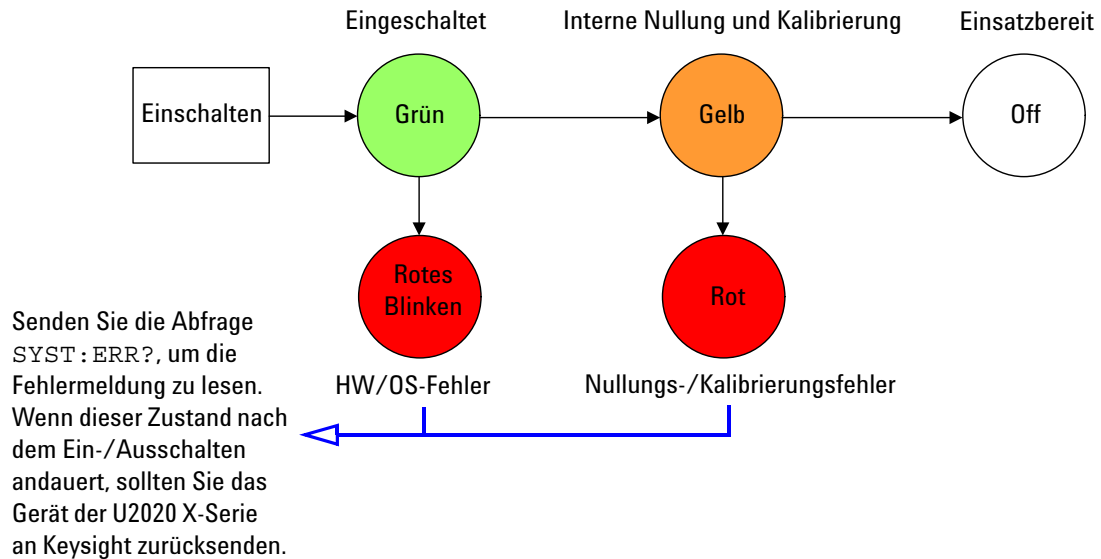 Eingeschaltet
Interne Nullung und Kalibrierung
Einsatzbereit
Einschalten
Grün
Gelb
Off
Rotes
Blinken
Rot
HW/OS-Fehler
Nullungs-/Kalibrierungsfehler
Senden Sie die Abfrage
SYST:ERR?, um die
Fehlermeldung zu lesen.
Wenn dieser Zustand nach
dem Ein-/Ausschalten
andauert, sollten Sie das
Gerät der U2020 X-Serie
an Keysight zurücksenden.